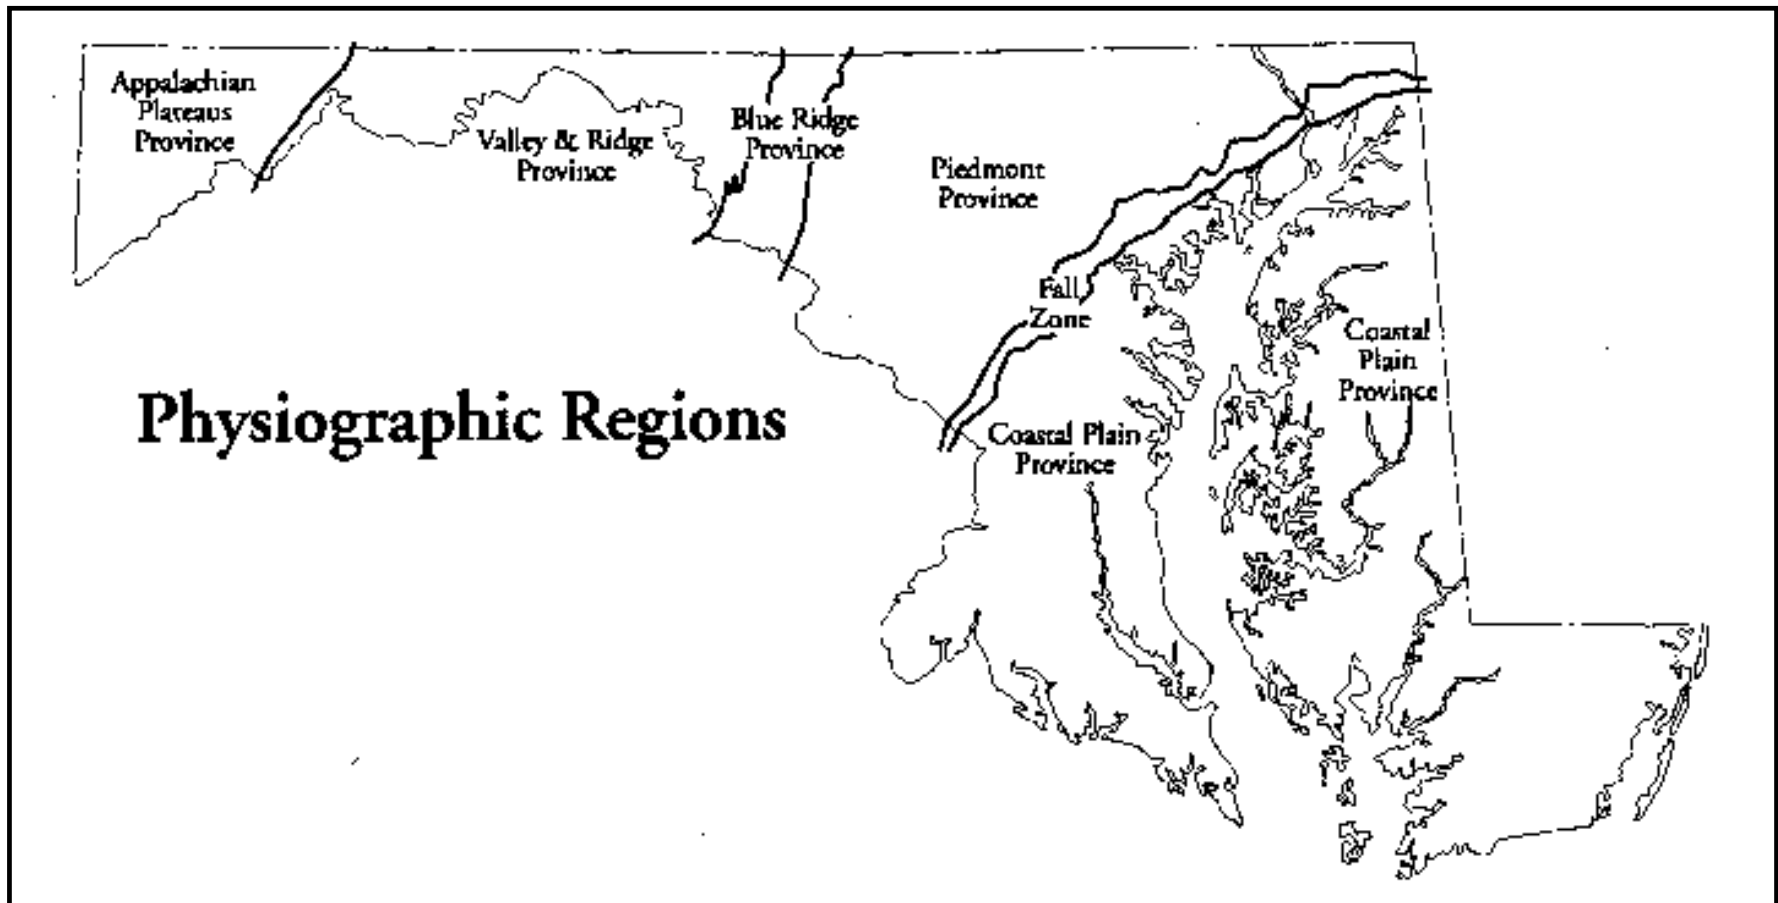 Appalachian
Plateaus
Province
Valley & Ridge
Province
Blue Ridge
Province
Piedmont
Province
Fall
Zone
Coastal
Plain
Province
Coastal Plain
Province
Physiographic Regions